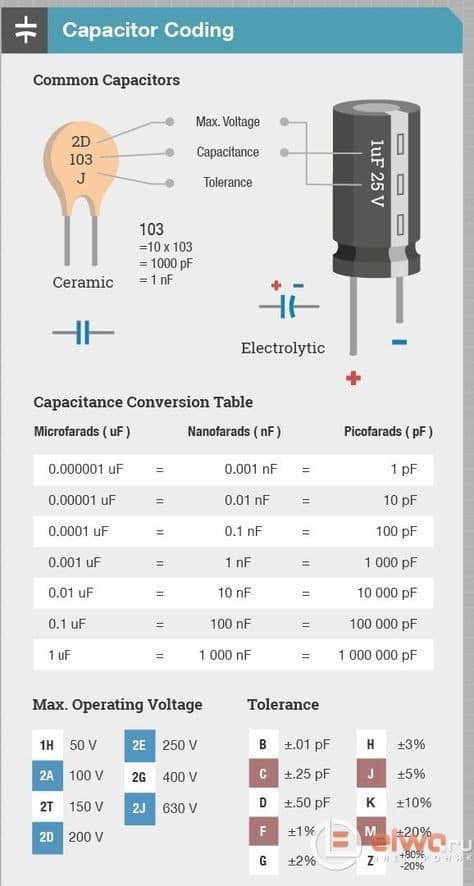 Capacitor Coding
Common Capacitors
2D
103
J
Max. Voltage
Capacitance
Tolerance
1uF 25 V
103
=10 x 103
= 1000 pF
= 1 nF
Ceramic
+ −
Electrolytic
−
+
Capacitance Conversion Table
Microfarads ( uF ) Nanofarads ( nF ) Picofarads ( pF )
0.000001 uF = 0.001 nF = 1 pF
0.00001 uF = 0.01 nF = 10 pF
0.0001 uF = 0.1 nF = 100 pF
0.001 uF = 1 nF = 1 000 pF
0.01 uF = 10 nF = 10 000 pF
0.1 uF = 100 nF = 100 000 pF
1 uF = 1 000 nF = 1 000 000 pF
Max. Operating Voltage
1H 50 V 2E 250 V
2A 100 V 2G 400 V
2T 150 V 2J 630 V
2D 200 V
Tolerance
B ±.01 pF H ±3%
C ±.25 pF J ±5%
D ±.50 pF K ±10%
F ±1% M ±20%
G ±2% Z +80% -20%
elwo.ru